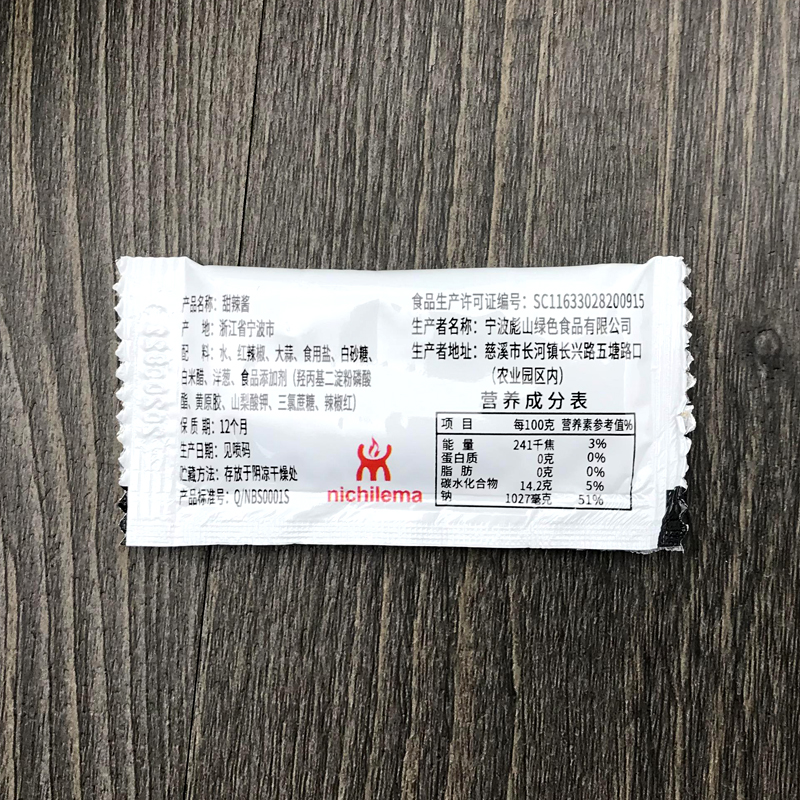 产品名称：甜辣酱
产 地：浙江省宁波市
配 料：水、红辣椒、大蒜、食用盐、白砂糖、
白米醋、洋葱、食品添加剂（羟丙基二淀粉磷酸
酯、黄原胶、山梨酸钾、三氯蔗糖、辣椒红）
保 质 期：12个月
生产日期：见喷码
贮藏方法：存放于阴凉干燥处
产品标准号：Q/NBS0001S
nichilema
食品生产许可证编号：SC11633028200915
生产者名称：宁波彪山绿色食品有限公司
生产者地址：慈溪市长河镇长兴路五塘路口
（农业园区内）
营养成分表
项 目 每100克 营养素参考值%
能 量 241千焦 3%
蛋白质 0克 0%
脂 肪 0克 0%
碳水化合物 14.2克 5%
钠 1027毫克 51%